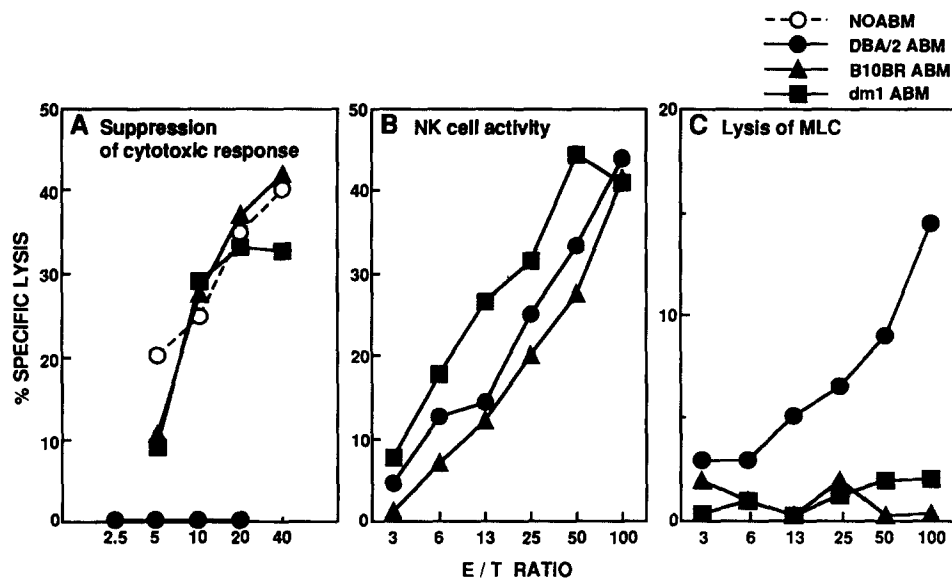 NOABM
DBA/2 ABM
B10BR ABM
dm1 ABM
% SPECIFIC LYSIS
A Suppression
of cytotoxic response
50
40
30
20
10
0
2.5 5 10 20 40
B NK cell activity
50
40
30
20
10
0
3 6 13 25 50 100
C Lysis of MLC
20
10
0
3 6 13 25 50 100
E / T RATIO